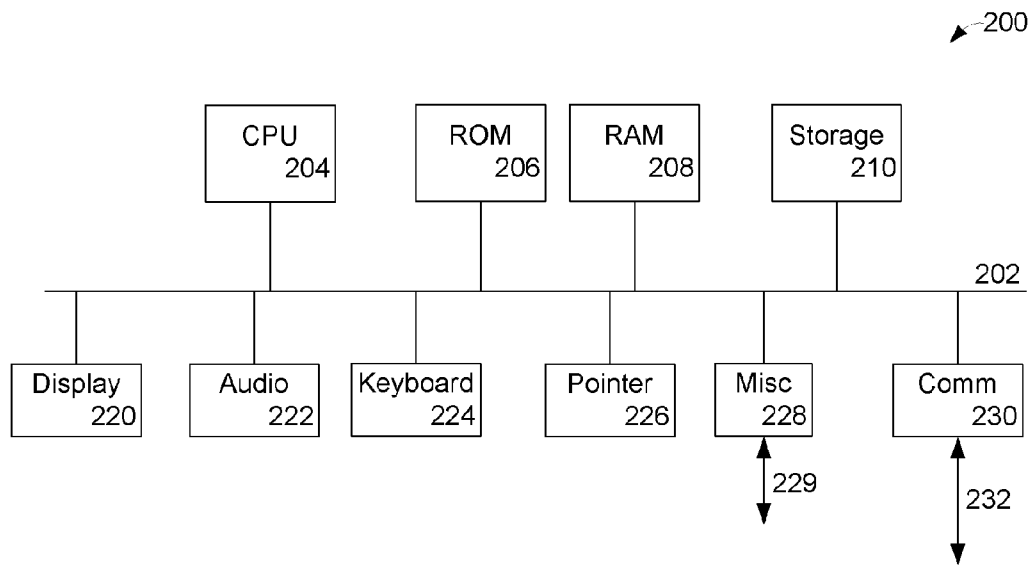 200
CPU
204
ROM
206
RAM
208
Storage
210
202
Display
220
Audio
222
Keyboard
224
Pointer
226
Misc
228
Comm
230
229
232